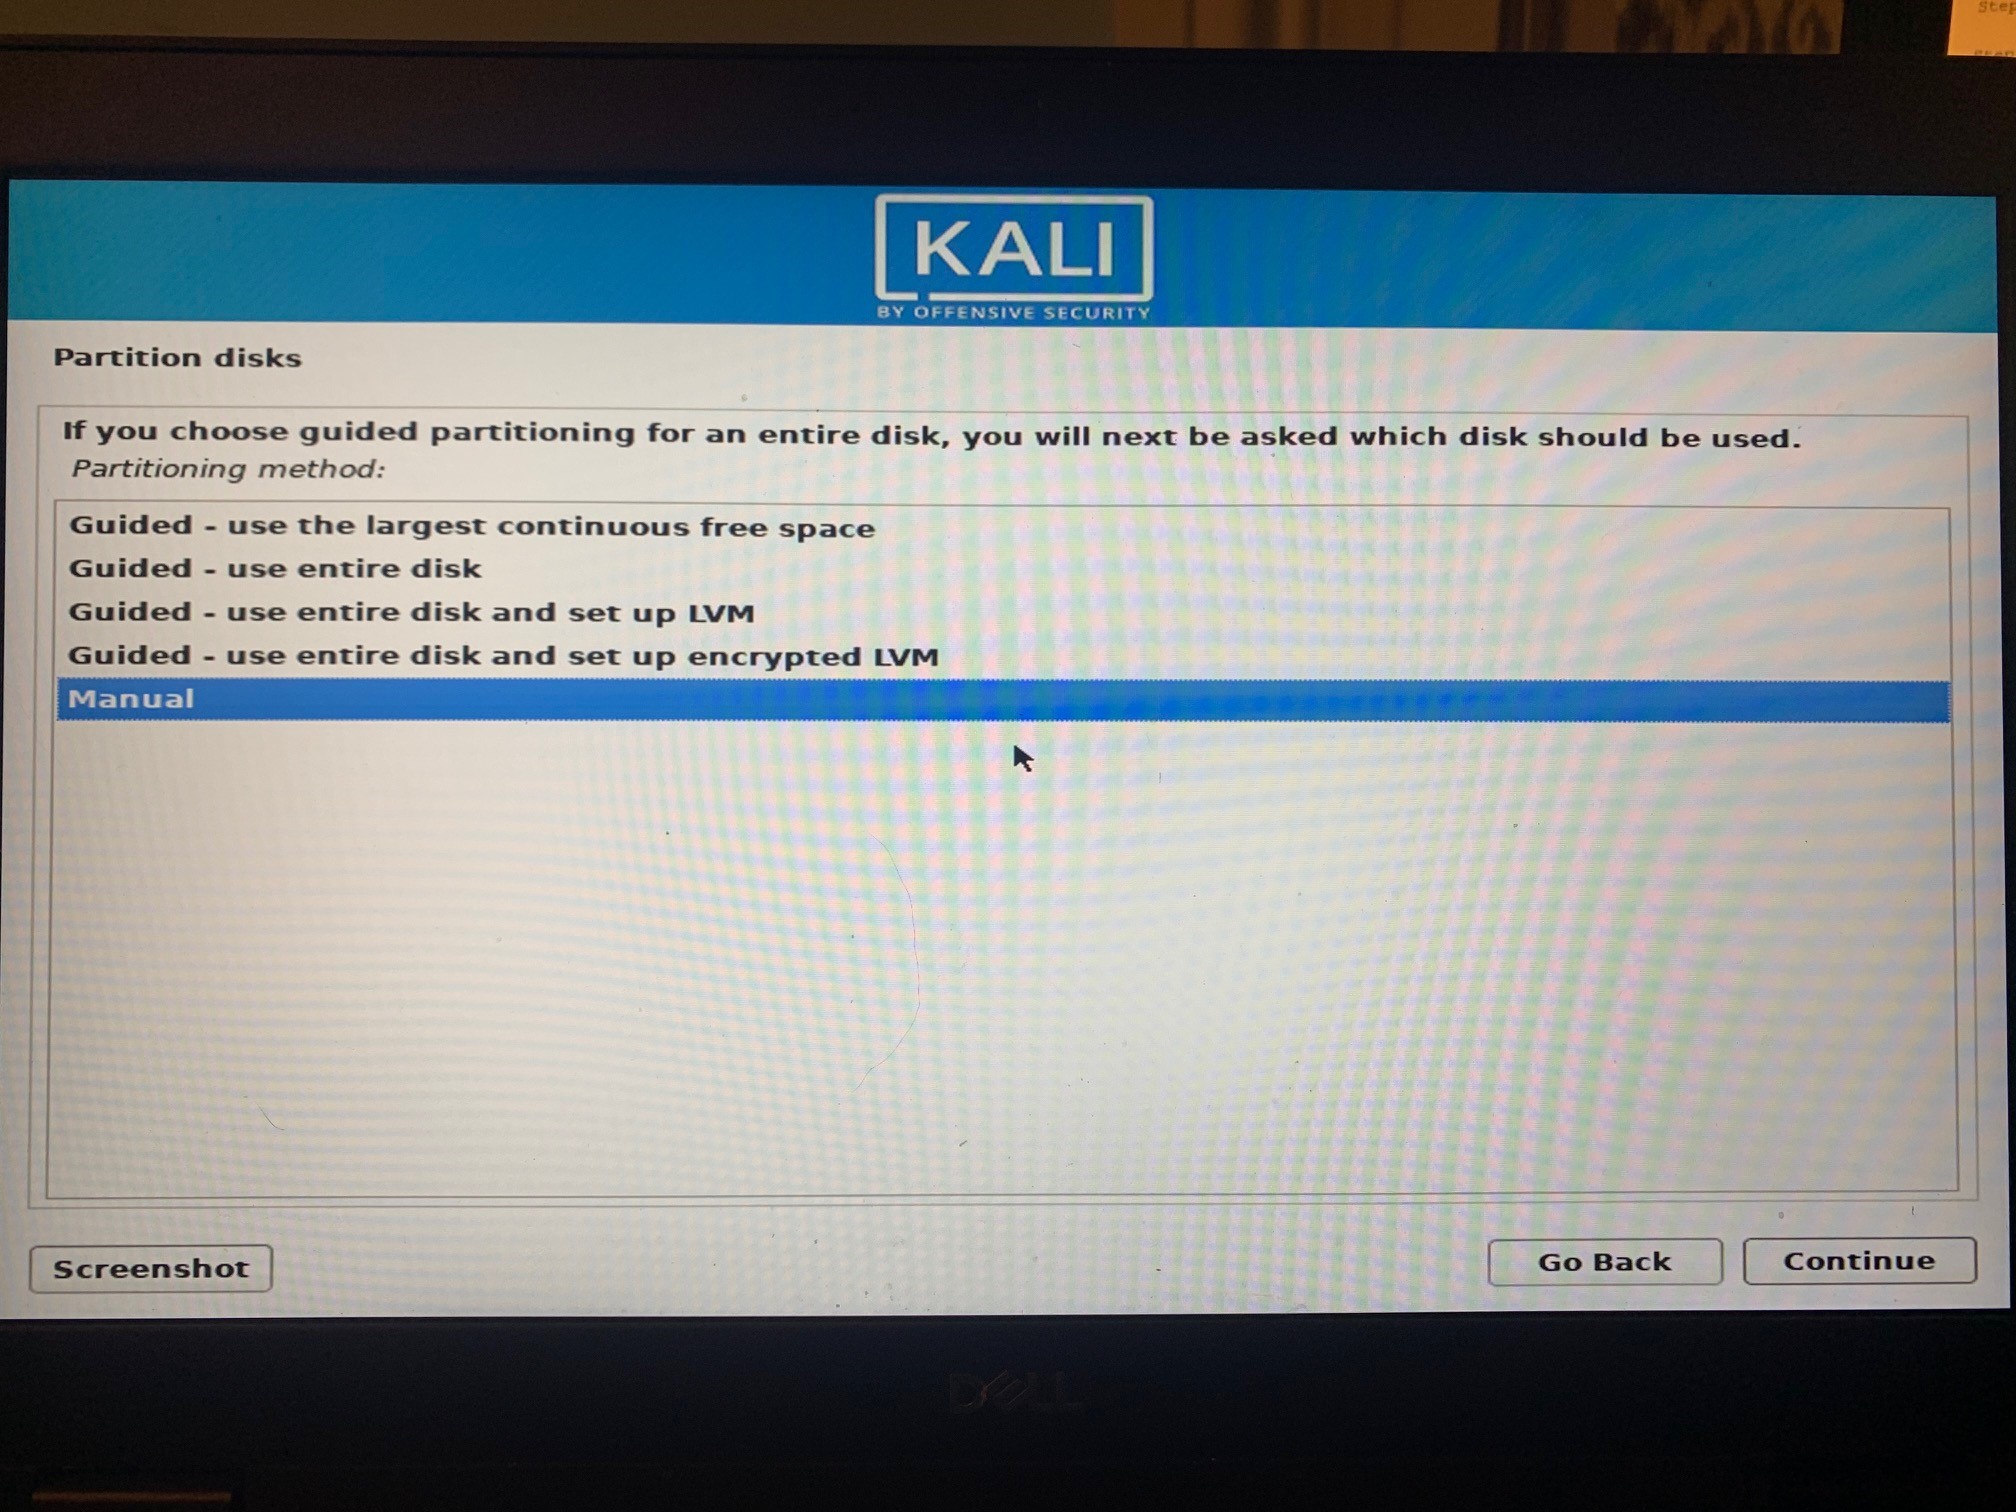 Step
KALI
BY OFFENSIVE SECURITY
Partition disks
If you choose guided partitioning for an entire disk, you will next be asked which disk should be used.
Partitioning method:
Guided - use the largest continuous free space
Guided - use entire disk
Guided - use entire disk and set up LVM
Guided - use entire disk and set up encrypted LVM
Manual
Screenshot
Go Back
Continue
DELL